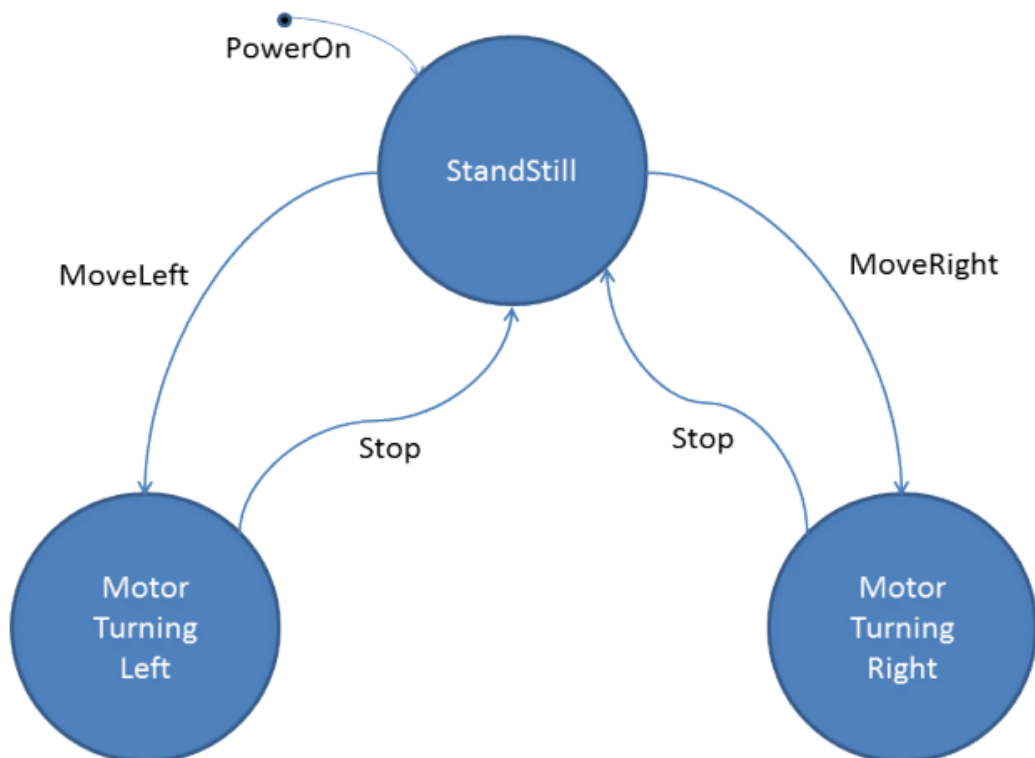 PowerOn
StandStill
MoveLeft
MoveRight
Stop
Stop
Motor
Turning
Left
Motor
Turning
Right